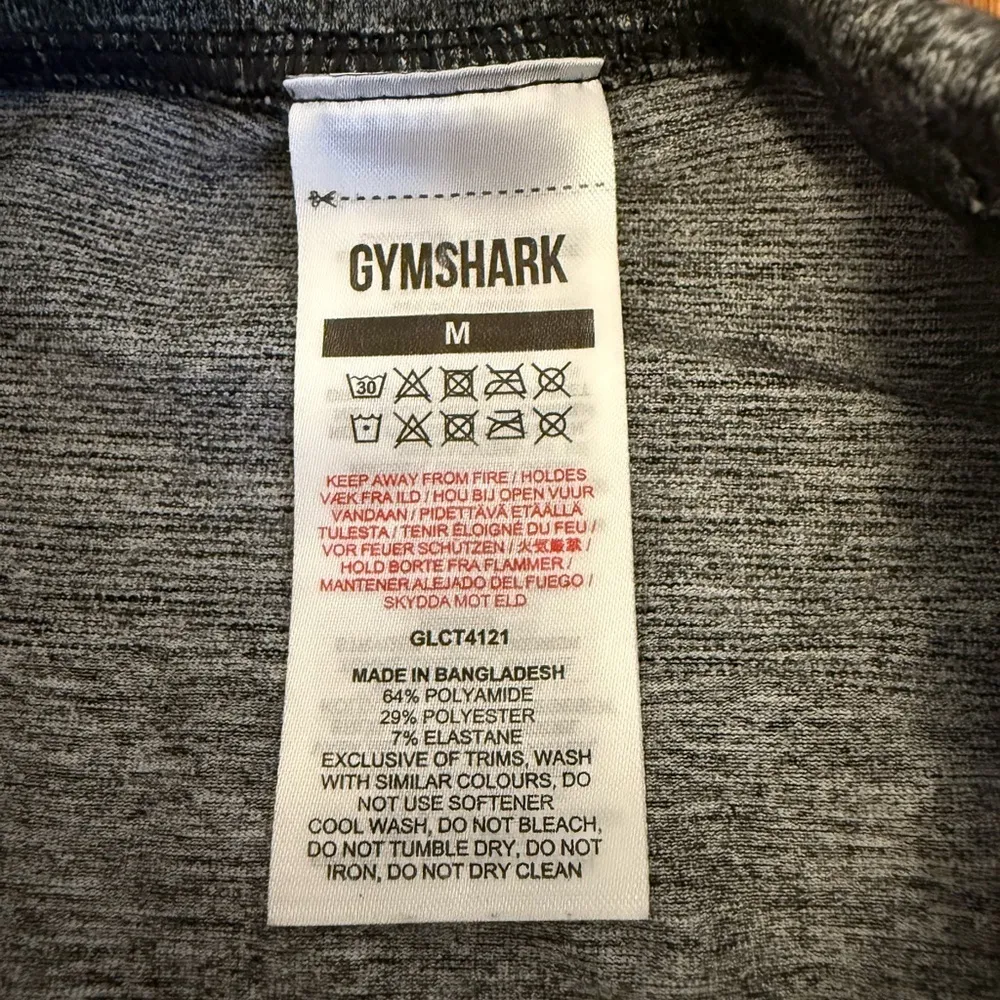 GYMSHARK
M
30
KEEP AWAY FROM FIRE / HOLDES
VÆK FRA ILD / HOU BIJ OPEN VUUR
VANDAAN / PIDETTÄVÄ ETÄÄLLÄ
TULESTA / TENIR ELOIGNE DU FEU /
VOR FEUER SCHÜTZEN / 火気厳禁 /
HOLD BORTE FRA FLAMMER /
MANTENER ALEJADO DEL FUEGO /
SKYDDA MOT ELD
GLCT4121
MADE IN BANGLADESH
64% POLYAMIDE
29% POLYESTER
7% ELASTANE
EXCLUSIVE OF TRIMS, WASH
WITH SIMILAR COLOURS, DO
NOT USE SOFTENER
COOL WASH, DO NOT BLEACH,
DO NOT TUMBLE DRY, DO NOT
IRON, DO NOT DRY CLEAN